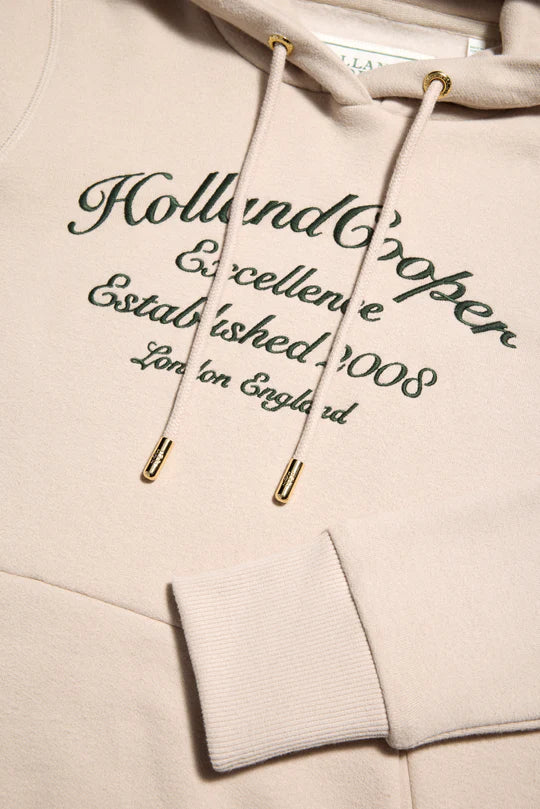 HollandCooper
Excellence
Established 2008
London England